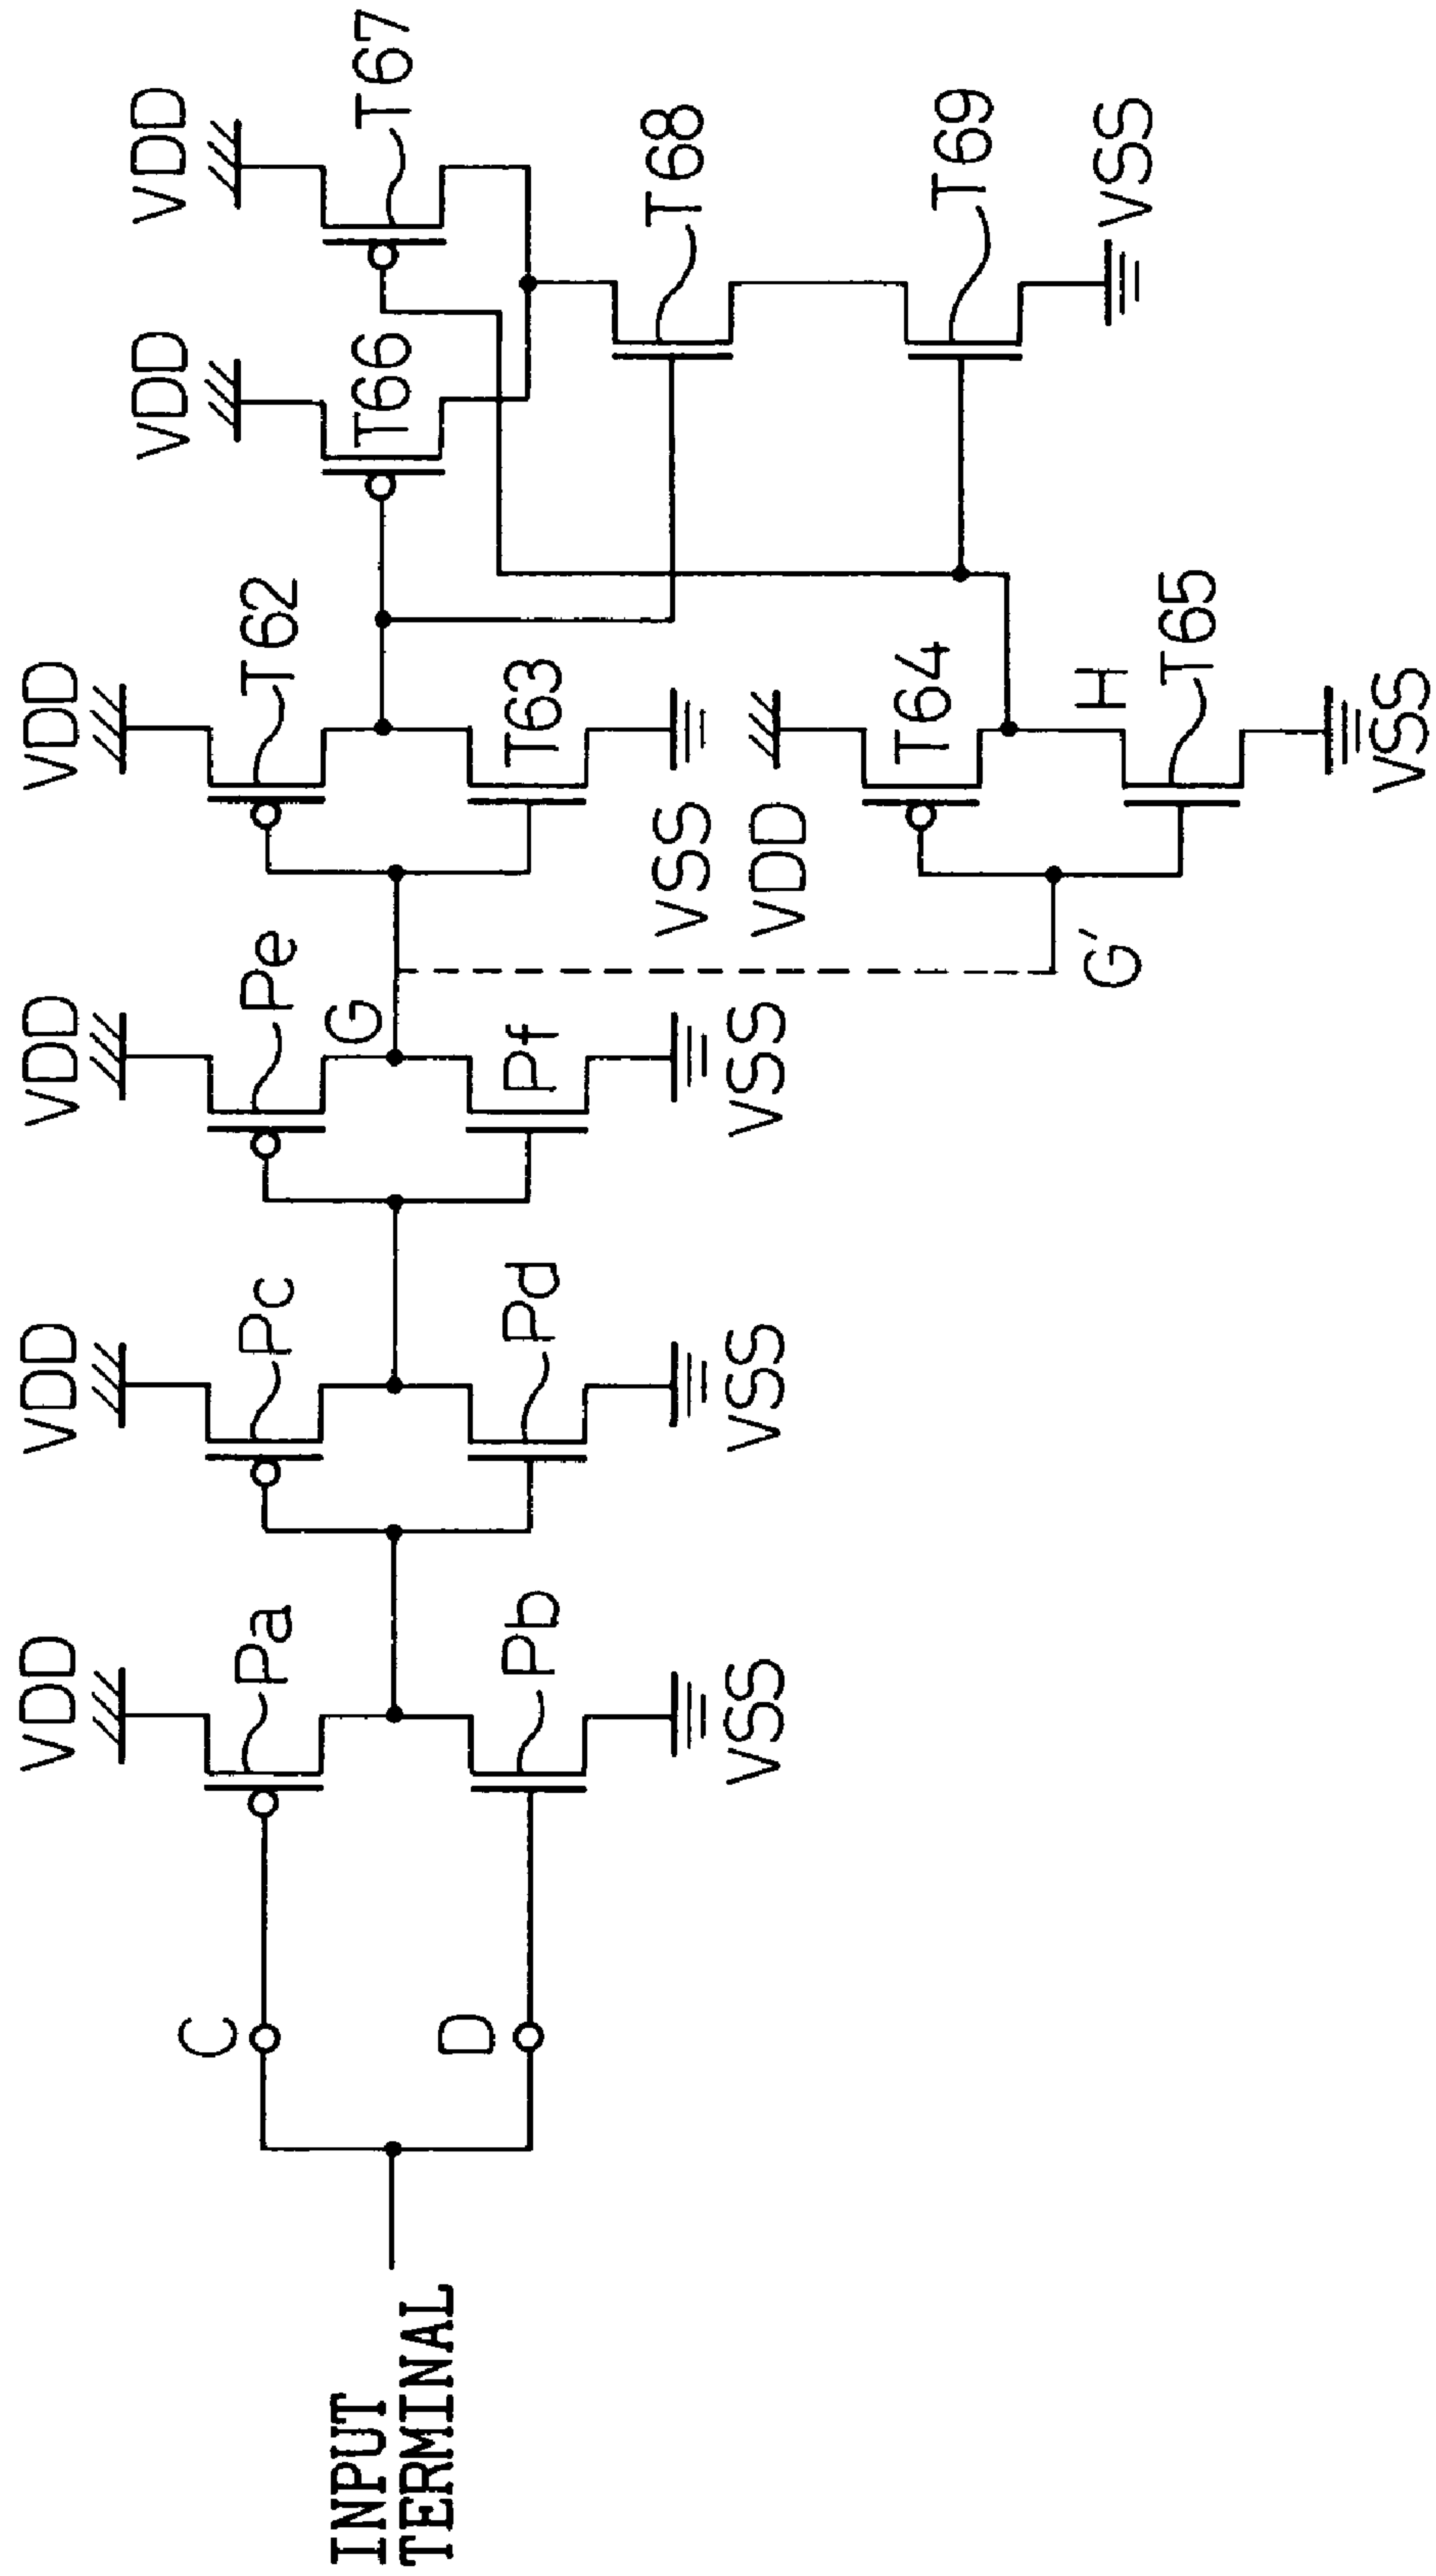 INPUT
TERMINAL
C
D
VDD
Pa
Pb
VSS
VDD
Pc
Pd
VSS
VDD
Pe
G
Pf
VSS
VDD
T62
T63
VSS
VDD
T64
G´
H
T65
VSS
VDD
T66
VDD
T67
T68
T69
VSS